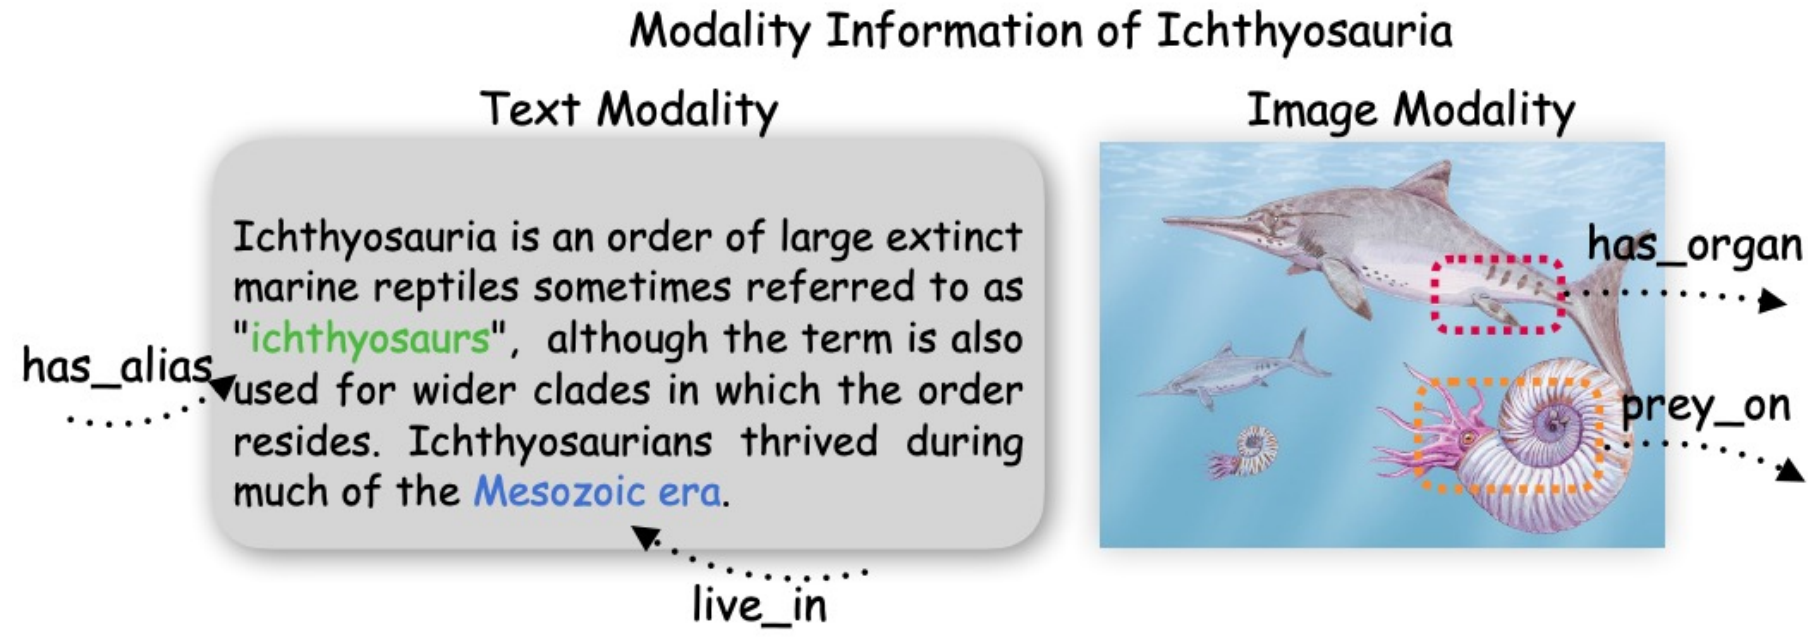 Modality Information of Ichthyosauria
Text Modality
Image Modality
Ichthyosauria is an order of large extinct
marine reptiles sometimes referred to as
"ichthyosaurs", although the term is also
used for wider clades in which the order
resides. Ichthyosaurians thrived during
much of the Mesozoic era.
has_alias
live_in
has_organ
prey_on